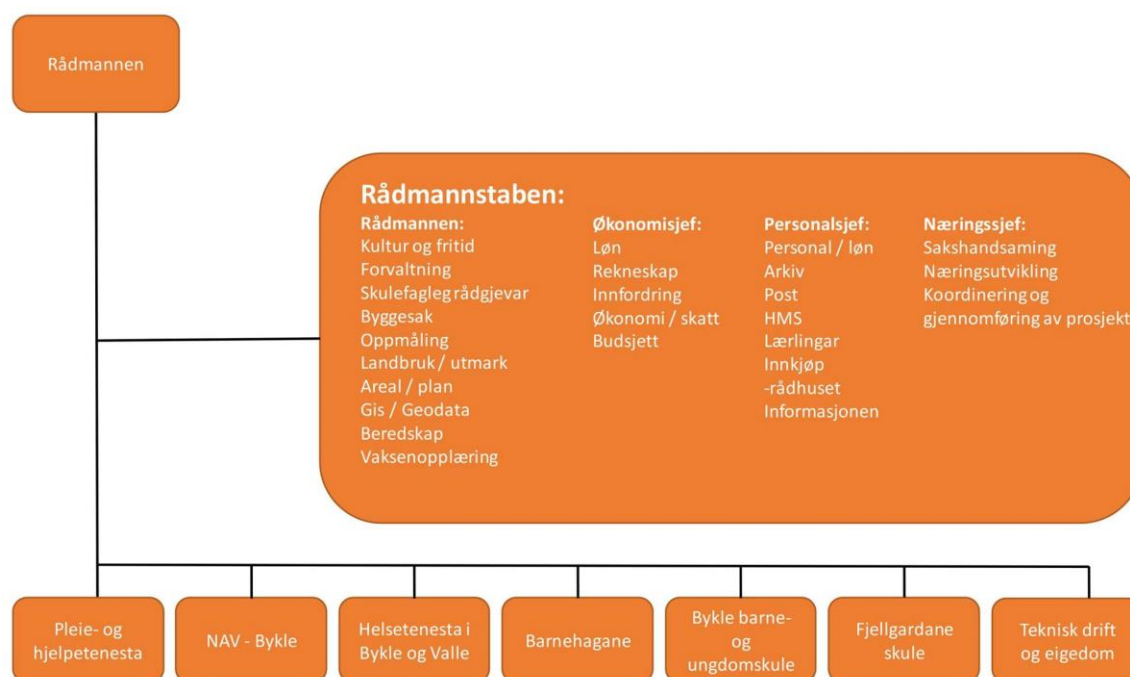 Rådmannen
Rådmannstaben:
Rådmannen:
Kultur og fritid
Forvaltning
Skulefagleg rådgjevar
Byggesak
Oppmåling
Landbruk / utmark
Areal / plan
Gis / Geodata
Beredskap
Vaksenopplæring
Økonomisjef:
Løn
Rekneskap
Innfordring
Økonomi / skatt
Budsjett
Personalsjef:
Personal / løn
Arkiv
Post
HMS
Lærlingar
Innkjøp
-rådhuset
Informasjonen
Næringssjef:
Sakshandsaming
Næringsutvikling
Koordinering og
gjennomføring av prosjekt
Pleie- og
hjelpetenesta
NAV - Bykle
Helsetenesta i
Bykle og Valle
Barnehagane
Bykle barne-
og
ungdomskule
Fjellgardane
skule
Teknisk drift
og eigedom